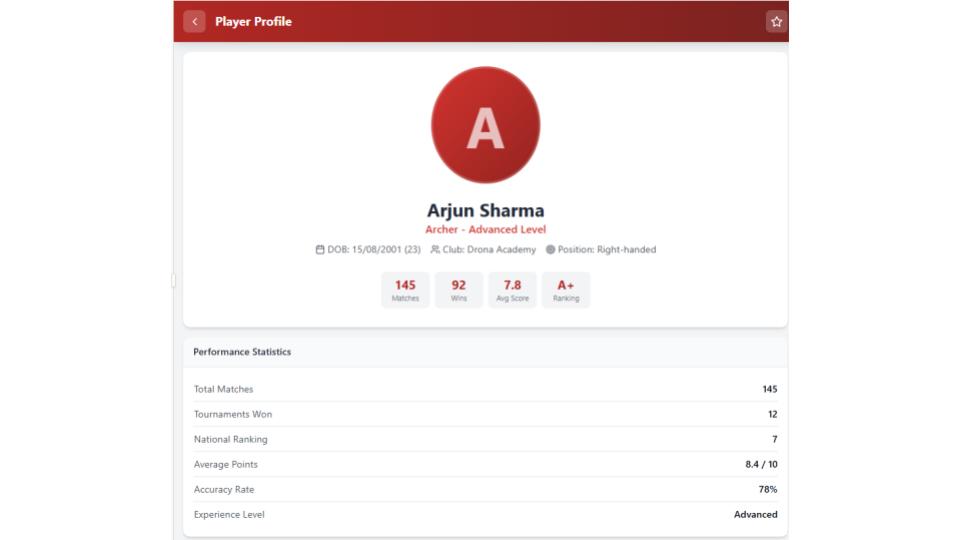 Player Profile
A
Arjun Sharma
Archer - Advanced Level
DOB: 15/08/2001 (23) Club: Drona Academy Position: Right-handed
145 92 7.8 A+
Matches Wins Avg Score Ranking
Performance Statistics
Total Matches 145
Tournaments Won 12
National Ranking 7
Average Points 8.4 / 10
Accuracy Rate 78%
Experience Level Advanced